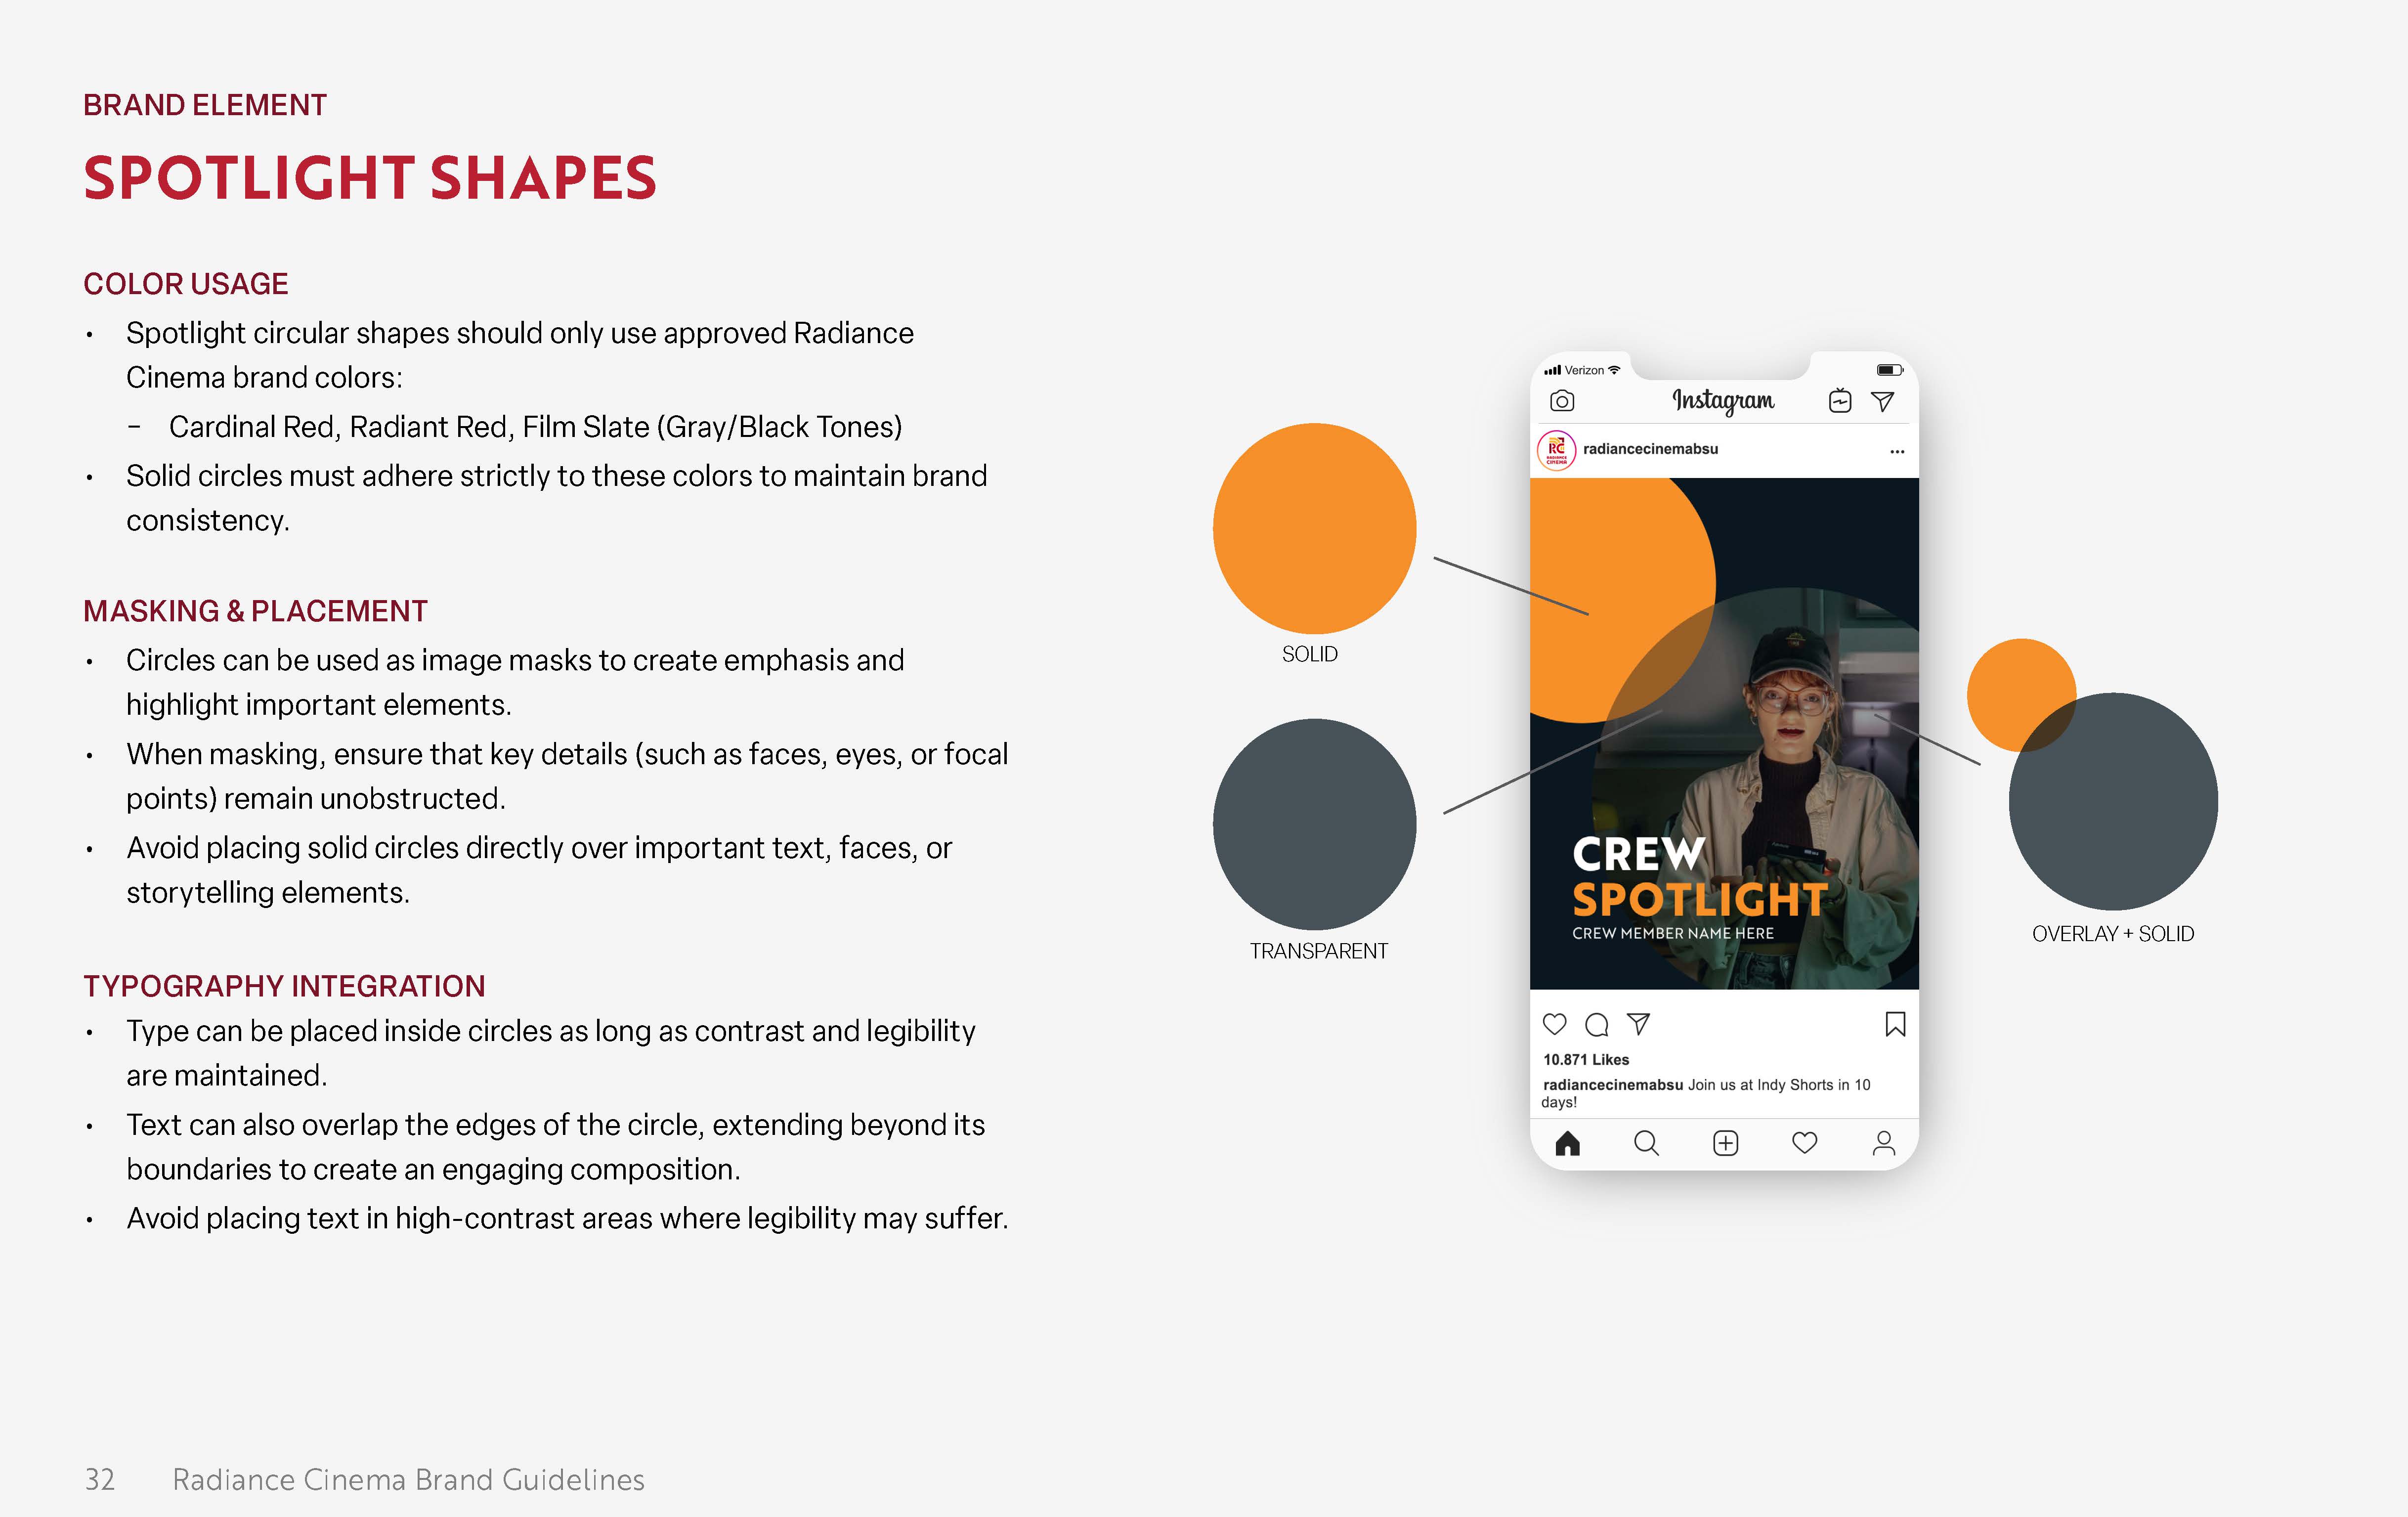 BRAND ELEMENT
SPOTLIGHT SHAPES
COLOR USAGE
• Spotlight circular shapes should only use approved Radiance
Cinema brand colors:
– Cardinal Red, Radiant Red, Film Slate (Gray/Black Tones)
• Solid circles must adhere strictly to these colors to maintain brand
consistency.
MASKING & PLACEMENT
• Circles can be used as image masks to create emphasis and
highlight important elements.
• When masking, ensure that key details (such as faces, eyes, or focal
points) remain unobstructed.
• Avoid placing solid circles directly over important text, faces, or
storytelling elements.
TYPOGRAPHY INTEGRATION
• Type can be placed inside circles as long as contrast and legibility
are maintained.
• Text can also overlap the edges of the circle, extending beyond its
boundaries to create an engaging composition.
• Avoid placing text in high-contrast areas where legibility may suffer.
SOLID
TRANSPARENT
Verizon
Instagram
RC
RADIANCE
CINEMA
radiancecinemabsu
CREW
SPOTLIGHT
CREW MEMBER NAME HERE
10.871 Likes
radiancecinemabsu Join us at Indy Shorts in 10
days!
OVERLAY + SOLID
32 Radiance Cinema Brand Guidelines